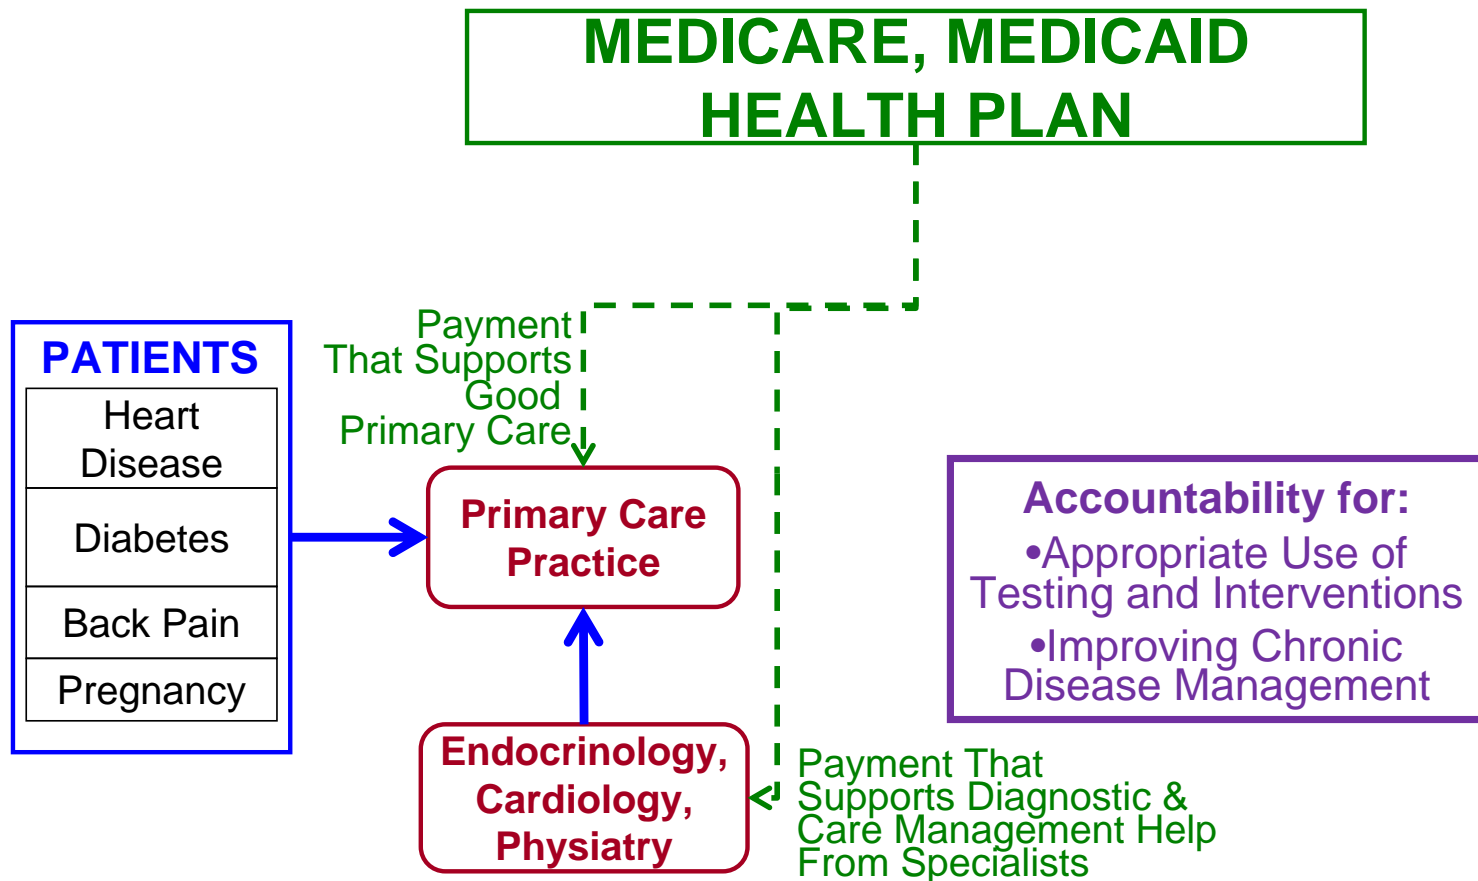 MEDICARE, MEDICAID
HEALTH PLAN
Payment
That Supports
Good
Primary Care
PATIENTS
Heart
Disease
Diabetes
Back Pain
Pregnancy
Primary Care
Practice
Accountability for:
•Appropriate Use of
Testing and Interventions
•Improving Chronic
Disease Management
Endocrinology,
Cardiology,
Physiatry
Payment That
Supports Diagnostic &
Care Management Help
From Specialists